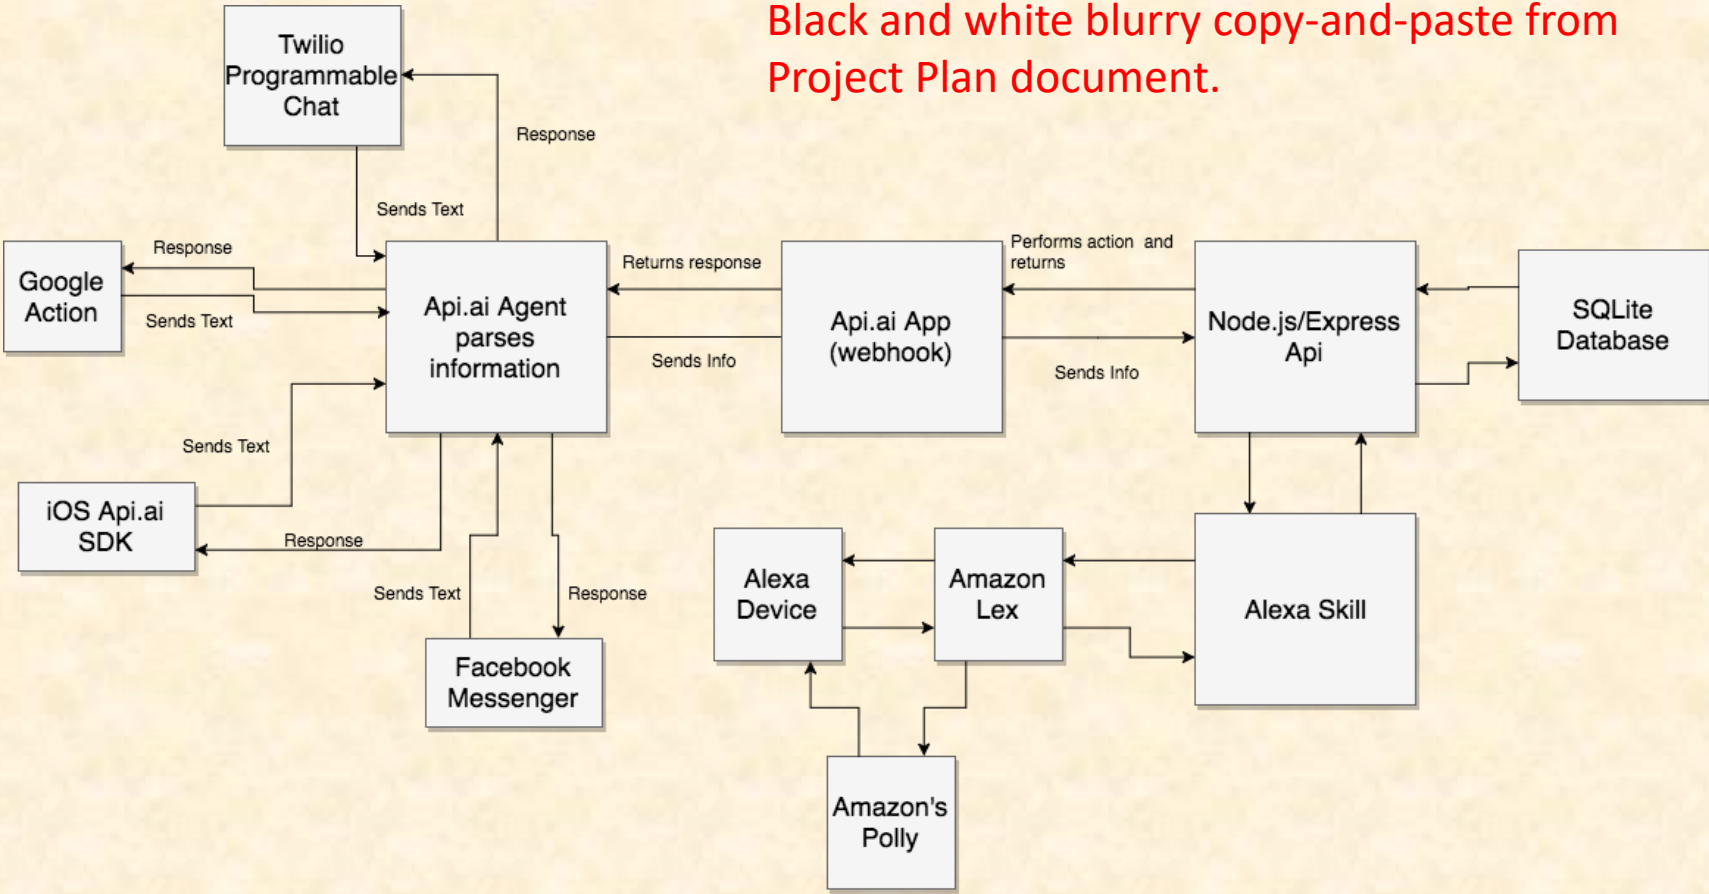 Black and white blurry copy-and-paste from
Project Plan document.
Twilio
Programmable
Chat
Response
Sends Text
Google
Action
Response
Sends Text
Api.ai Agent
parses
information
Returns response
Sends Info
Api.ai App
(webhook)
Performs action and
returns
Sends Info
Node.js/Express
Api
SQLite
Database
Sends Text
iOS Api.ai
SDK
Response
Sends Text
Response
Facebook
Messenger
Alexa
Device
Amazon
Lex
Alexa Skill
Amazon's
Polly